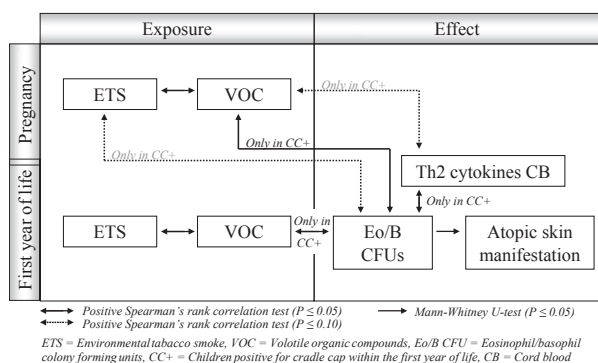 Exposure
Effect
Pregnancy
ETS
VOC
Only in CC+
Only in CC+
Only in CC+
Th2 cytokines CB
Only in CC+
First year of life
ETS
VOC
Only in
CC+
Eo/B
CFUs
Atopic skin
manifestation
Positive Spearman's rank correlation test (P ≤ 0.05)
Mann-Whitney U-test (P ≤ 0.05)
Positive Spearman's rank correlation test (P ≤ 0.10)
ETS = Environmental tabacco smoke, VOC = Volotile organic compounds, Eo/B CFU = Eosinophil/basophil
colony forming units, CC+ = Children positive for cradle cap within the first year of life, CB = Cord blood